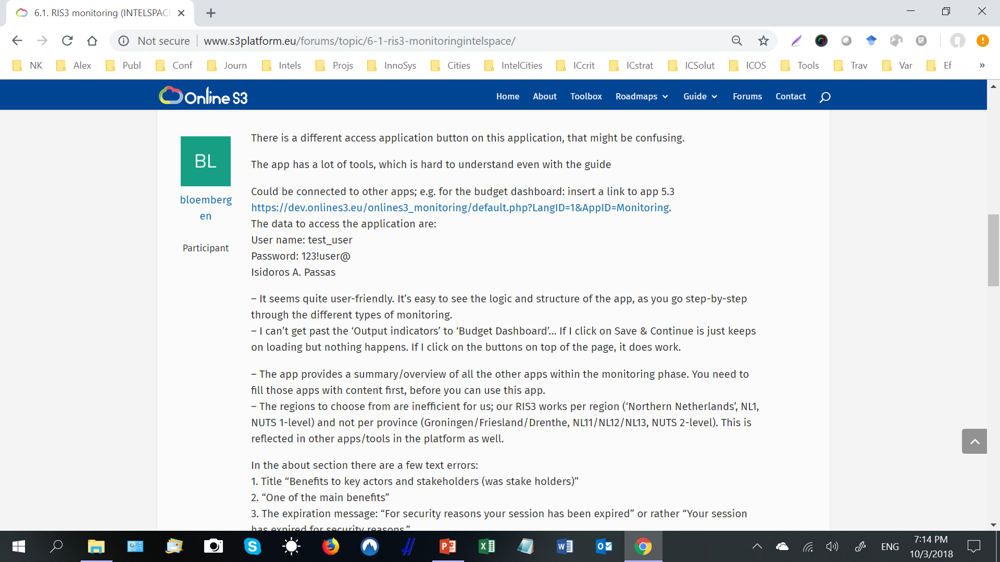 6.1. RIS3 monitoring (INTELSPACE
Not secure www.s3platform.eu/forums/topic/6-1-ris3-monitoringintelspace/
NK Alex Publ Conf Journ Intels Projs InnoSys Cities IntelCities ICcrit ICstrat ICSolut ICOS Tools Trav Var Ef »
Online S3 Home About Toolbox Roadmaps Guide Forums Contact
BL
bloemberg
en
Participant
There is a different access application button on this application, that might be confusing.
The app has a lot of tools, which is hard to understand even with the guide
Could be connected to other apps; e.g. for the budget dashboard: insert a link to app 5.3
https://dev.onlines3.eu/onlines3_monitoring/default.php?LangID=1&AppID=Monitoring.
The data to access the application are:
User name: test_user
Password: 123!user@
Isidoros A. Passas
– It seems quite user-friendly. It’s easy to see the logic and structure of the app, as you go step-by-step
through the different types of monitoring.
– I can’t get past the ‘Output indicators’ to ‘Budget Dashboard’… If I click on Save & Continue is just keeps
on loading but nothing happens. If I click on the buttons on top of the page, it does work.
– The app provides a summary/overview of all the other apps within the monitoring phase. You need to
fill those apps with content first, before you can use this app.
– The regions to choose from are inefficient for us; our RIS3 works per region (‘Northern Netherlands’, NL1,
NUTS 1-level) and not per province (Groningen/Friesland/Drenthe, NL11/NL12/NL13, NUTS 2-level). This is
reflected in other apps/tools in the platform as well.
In the about section there are a few text errors:
1. Title “Benefits to key actors and stakeholders (was stake holders)”
2. “One of the main benefits”
3. The expiration message: “For security reasons your session has been expired” or rather “Your session
has expired for security reasons.”
ENG
7:14 PM
10/3/2018